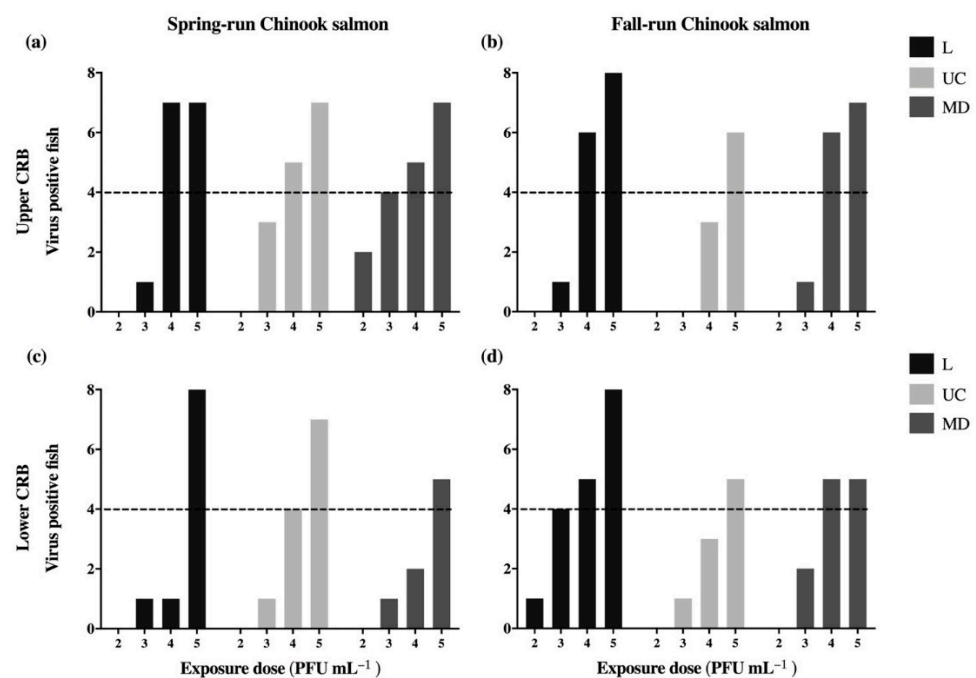 Spring-run Chinook salmon
Fall-run Chinook salmon
(a)
(b)
L
UC
MD
Upper CRB
Virus positive fish
8
6
4
2
0
2 3 4 5 2 3 4 5 2 3 4 5
8
6
4
2
0
2 3 4 5 2 3 4 5 2 3 4 5
(c)
(d)
L
UC
MD
Lower CRB
Virus positive fish
8
6
4
2
0
2 3 4 5 2 3 4 5 2 3 4 5
8
6
4
2
0
2 3 4 5 2 3 4 5 2 3 4 5
Exposure dose (PFU mL⁻¹ )
Exposure dose (PFU mL⁻¹ )